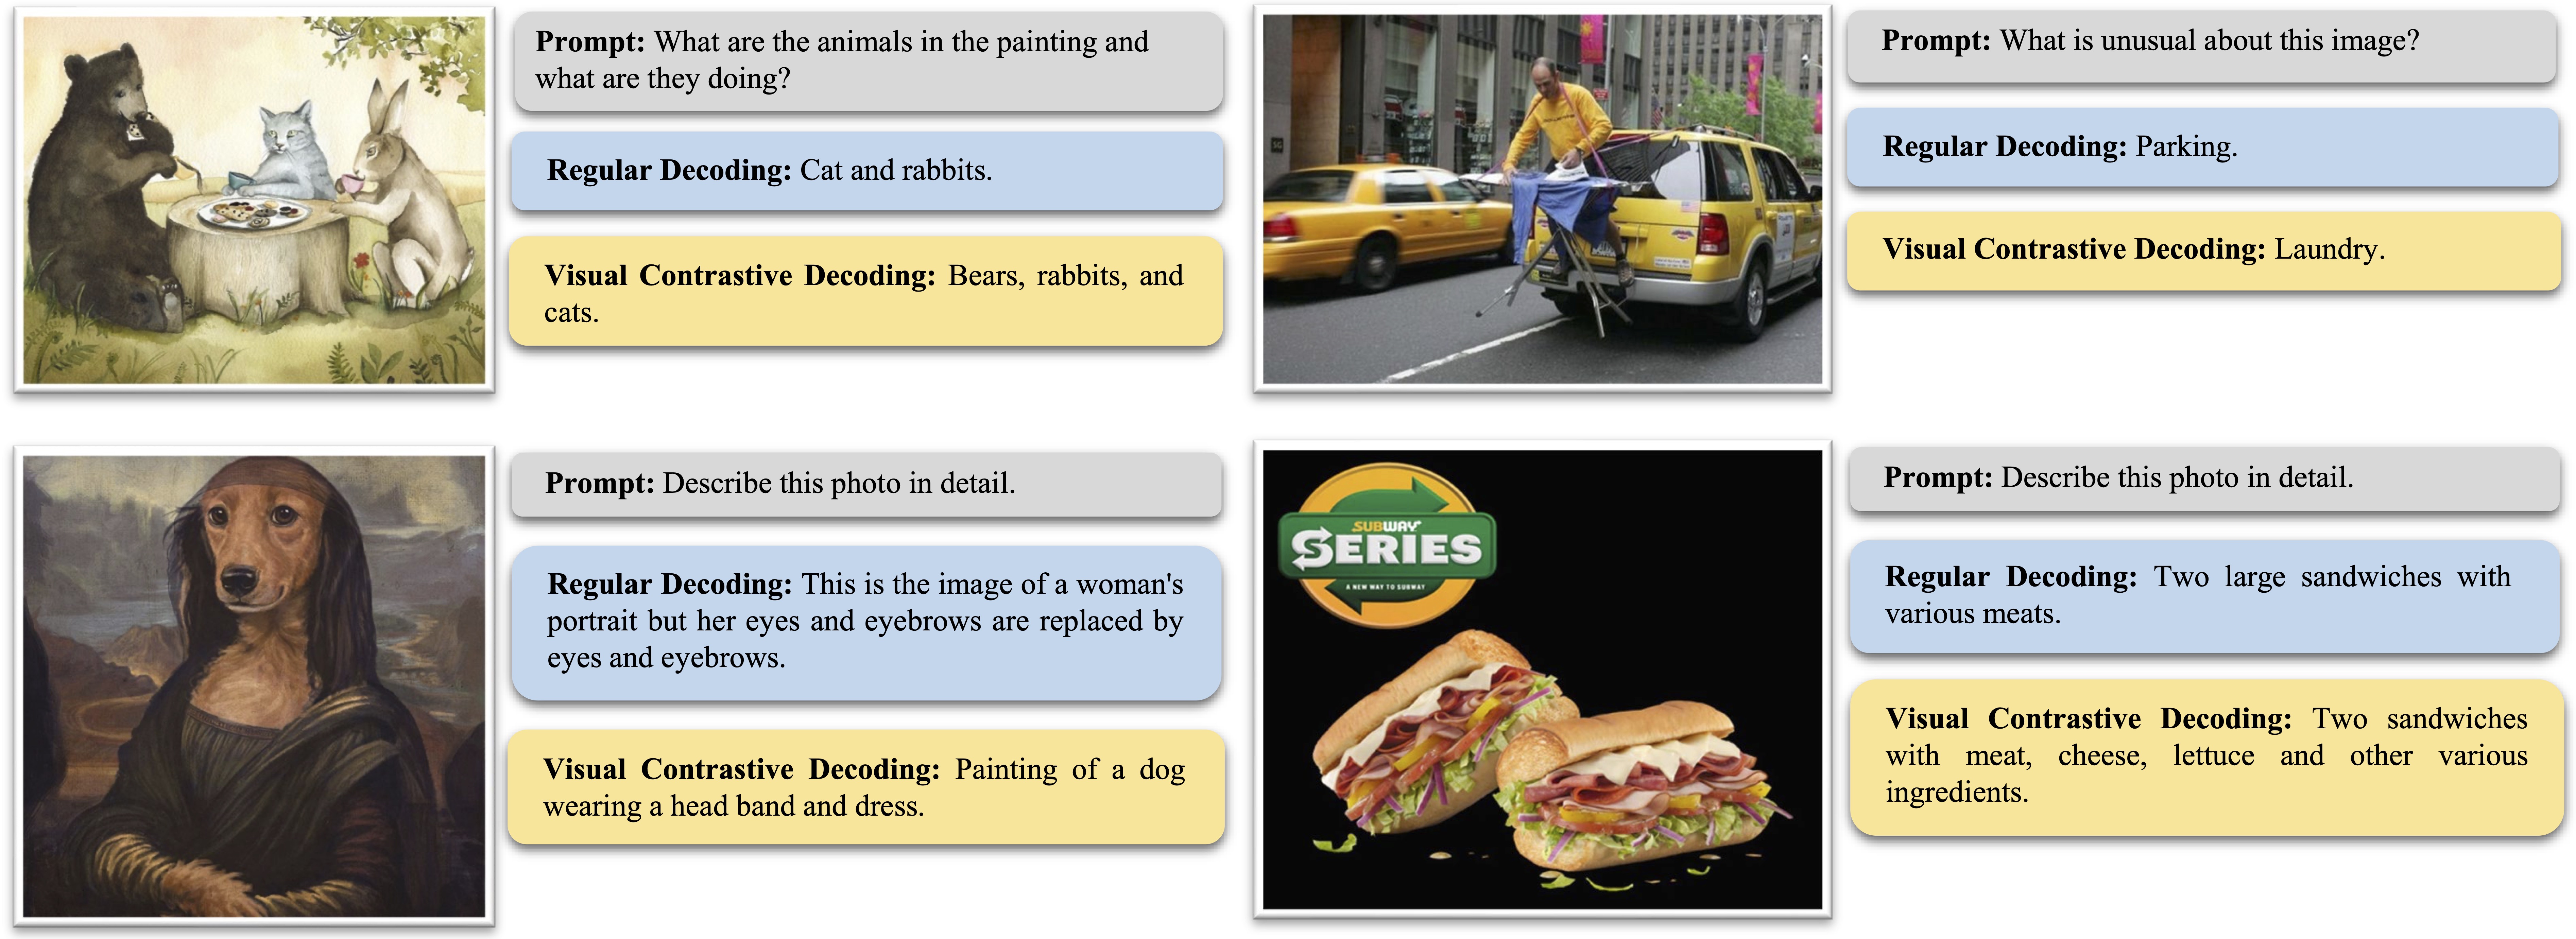 Prompt: What are the animals in the painting and
what are they doing?
Regular Decoding: Cat and rabbits.
Visual Contrastive Decoding: Bears, rabbits, and
cats.
Prompt: What is unusual about this image?
Regular Decoding: Parking.
Visual Contrastive Decoding: Laundry.
Prompt: Describe this photo in detail.
Regular Decoding: This is the image of a woman's
portrait but her eyes and eyebrows are replaced by
eyes and eyebrows.
Visual Contrastive Decoding: Painting of a dog
wearing a head band and dress.
SUBWAY
SERIES
A NEW WAY TO SUBWAY
Prompt: Describe this photo in detail.
Regular Decoding: Two large sandwiches with
various meats.
Visual Contrastive Decoding: Two sandwiches
with meat, cheese, lettuce and other various
ingredients.